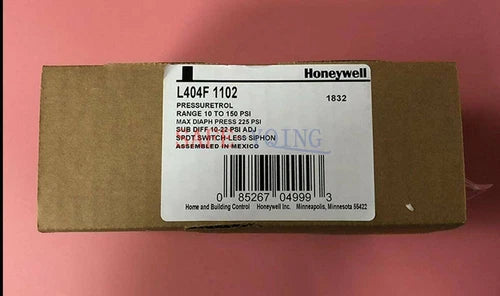 Honeywell
L404F 1102
1832
PRESSURETROL
RANGE 10 TO 150 PSI
MAX DIAPH PRESS 225 PSI
SUB DIFF 10-22 PSI ADJ
QING
SPDT SWITCH-LESS SIPHON
ASSEMBLED IN MEXICO
0 85267 04999 3
Home and Building Control Honeywell Inc. Minneapolis, Minnesota 55422